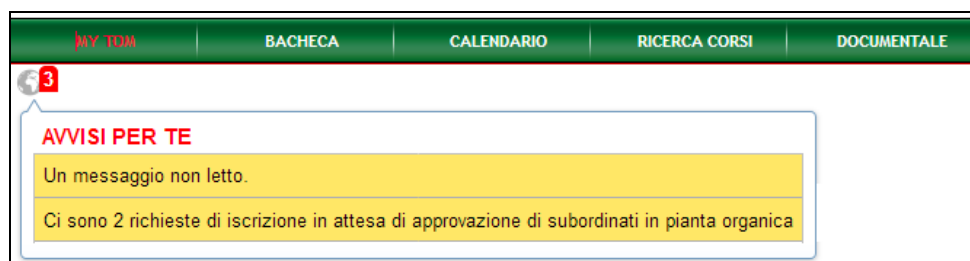 MY TOM BACHECA CALENDARIO RICERCA CORSI DOCUMENTALE
3
AVVISI PER TE
Un messaggio non letto.
Ci sono 2 richieste di iscrizione in attesa di approvazione di subordinati in pianta organica